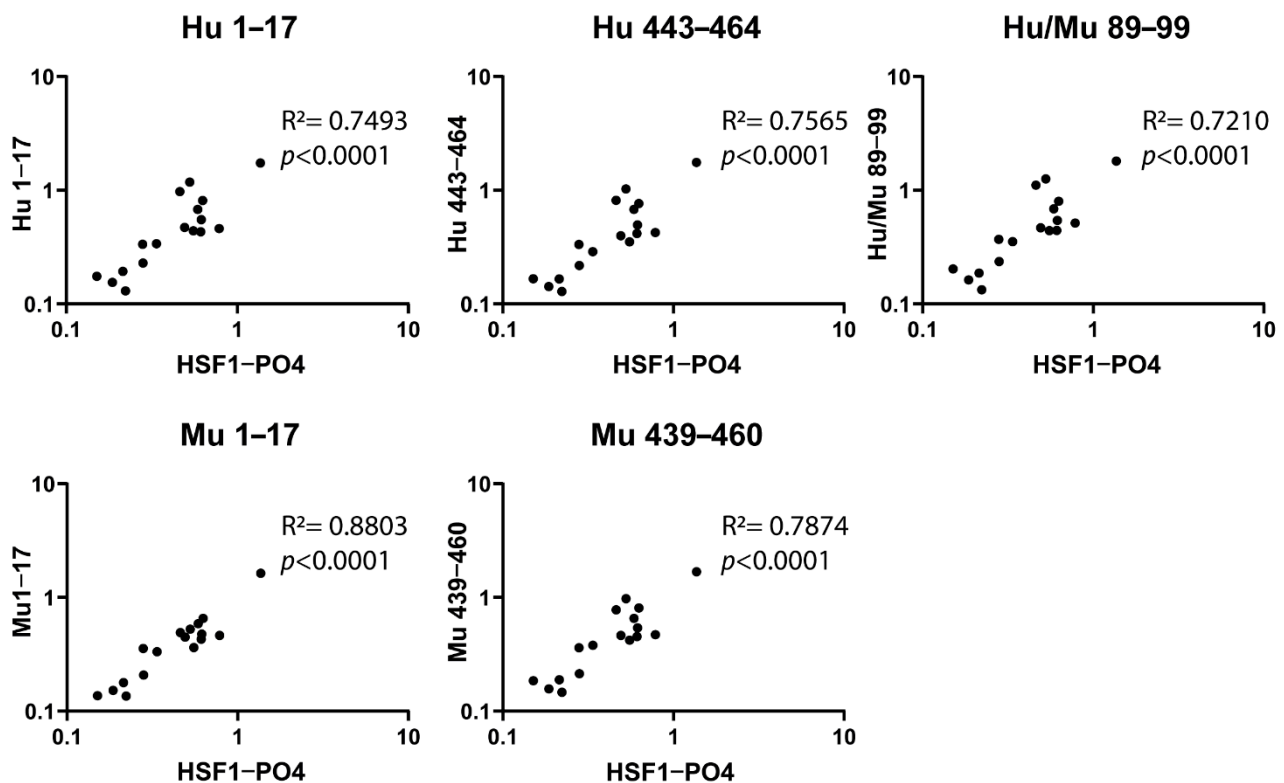 Hu 1–17
Hu 1–17
10
1
0.1
R²= 0.7493
p<0.0001
0.1
1
10
HSF1–PO4
Hu 443–464
Hu 443–464
10
1
0.1
R²= 0.7565
p<0.0001
0.1
1
10
HSF1–PO4
Hu/Mu 89–99
Hu/Mu 89–99
10
1
0.1
R²= 0.7210
p<0.0001
0.1
1
10
HSF1–PO4
Mu 1–17
Mu1–17
10
1
0.1
R²= 0.8803
p<0.0001
0.1
1
10
HSF1–PO4
Mu 439–460
Mu 439–460
10
1
0.1
R²= 0.7874
p<0.0001
0.1
1
10
HSF1–PO4